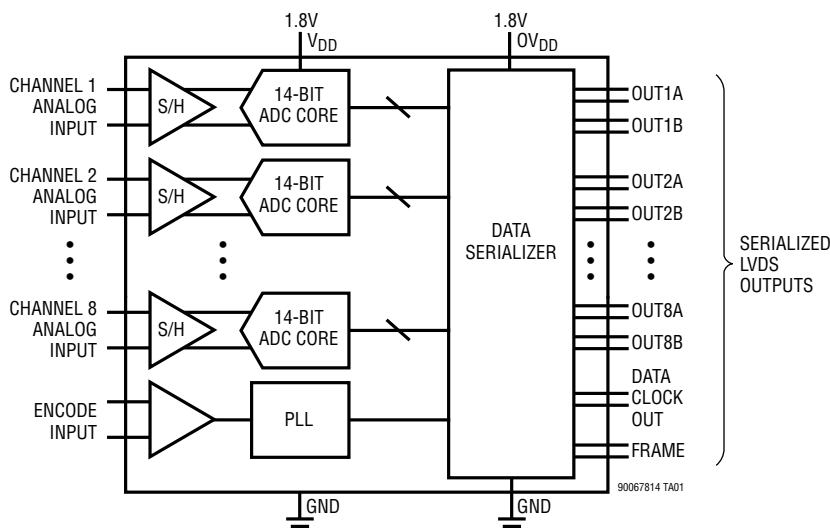 1.8V
VDD
1.8V
OVDD
CHANNEL 1
ANALOG
INPUT
S/H
14-BIT
ADC CORE
OUT1A
OUT1B
CHANNEL 2
ANALOG
INPUT
S/H
14-BIT
ADC CORE
OUT2A
OUT2B
DATA
SERIALIZER
SERIALIZED
LVDS
OUTPUTS
CHANNEL 8
ANALOG
INPUT
S/H
14-BIT
ADC CORE
OUT8A
OUT8B
ENCODE
INPUT
PLL
DATA
CLOCK
OUT
FRAME
GND
GND
90067814 TA01